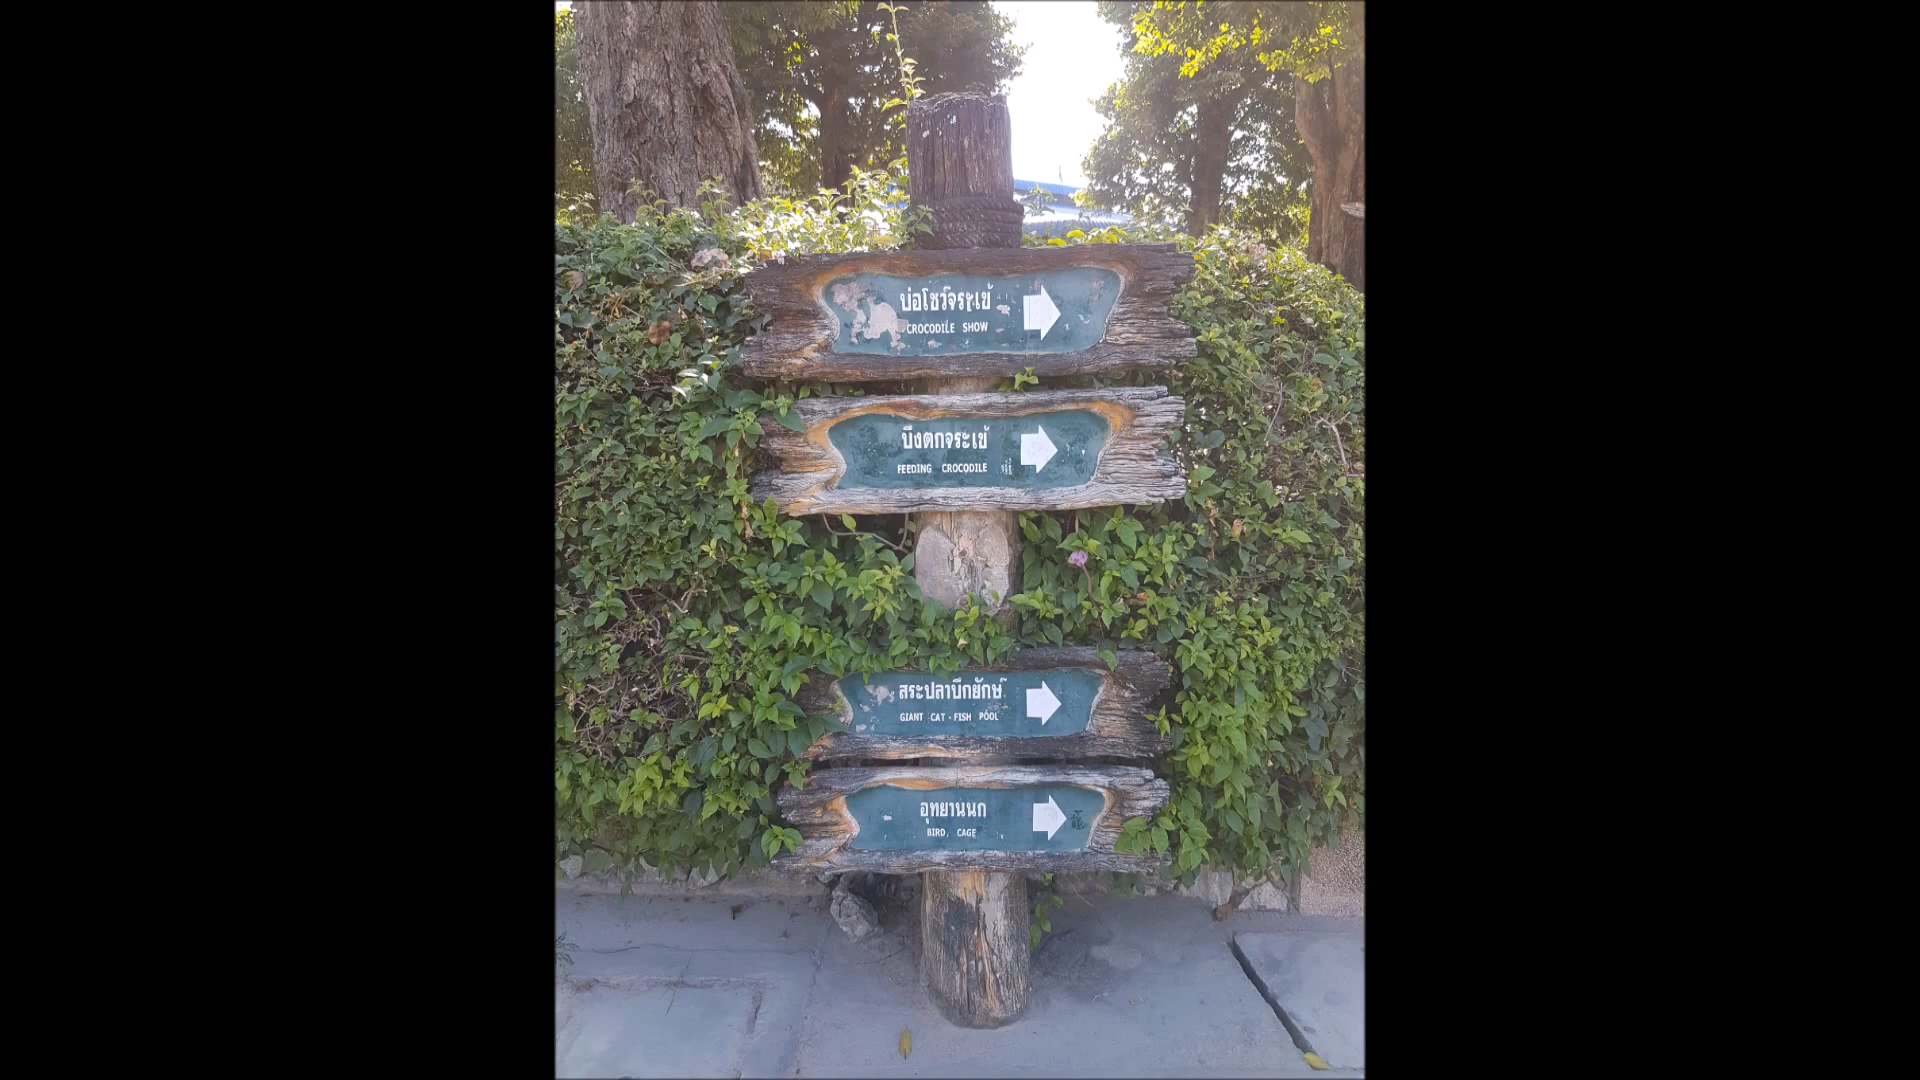 บ่อโชว์จระเข้
CROCODILE SHOW
บึงตกจระเข้
FEEDING CROCODILE
สระปลาบึกยักษ์
GIANT CAT - FISH POOL
อุทยานนก
BIRD CAGE